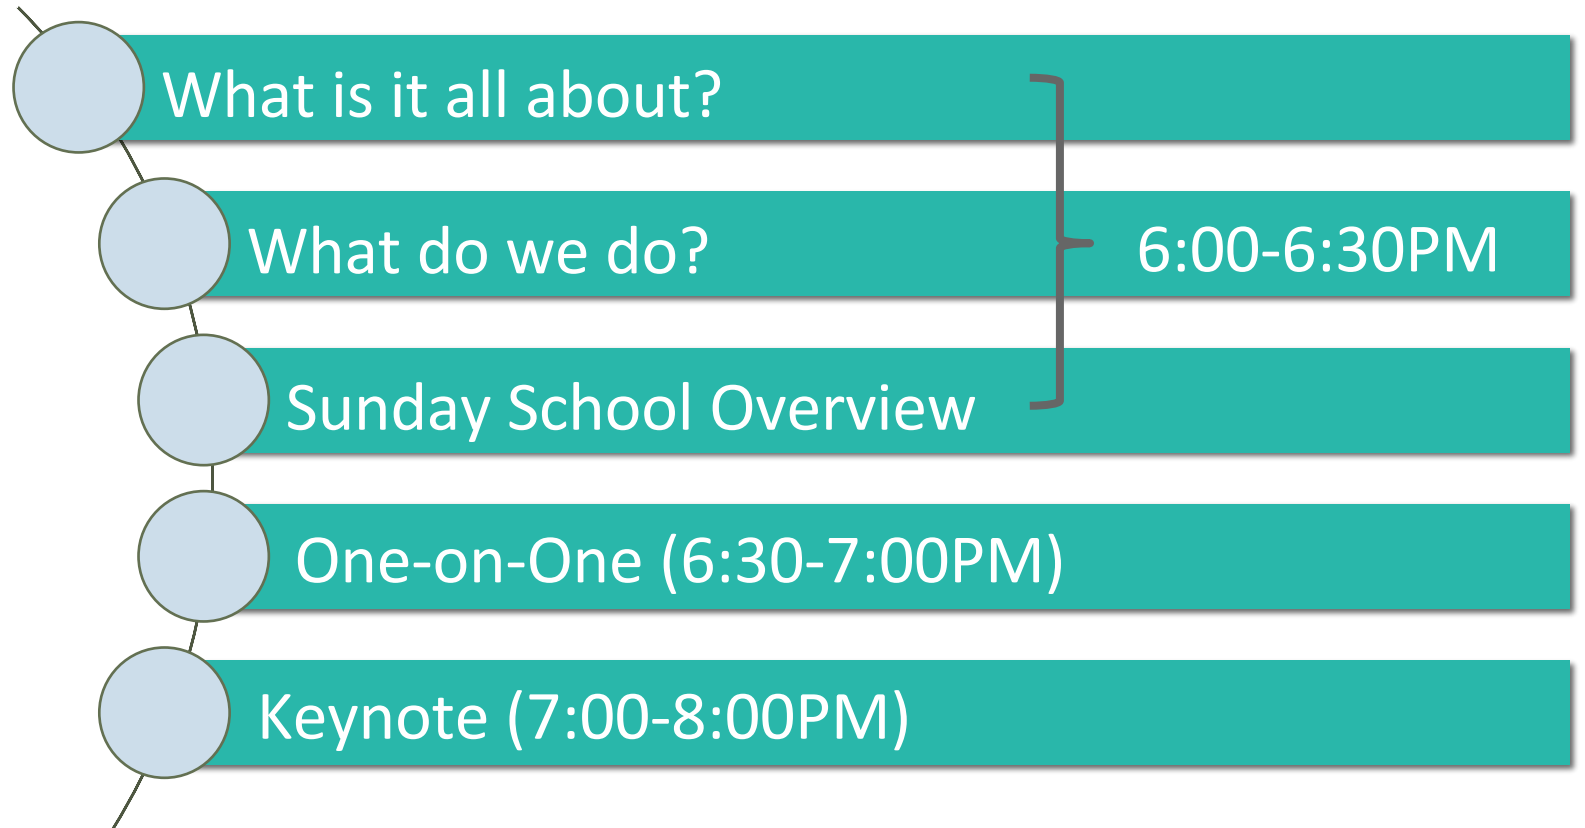 What is it all about?
What do we do?
6:00-6:30PM
Sunday School Overview
One-on-One (6:30-7:00PM)
Keynote (7:00-8:00PM)